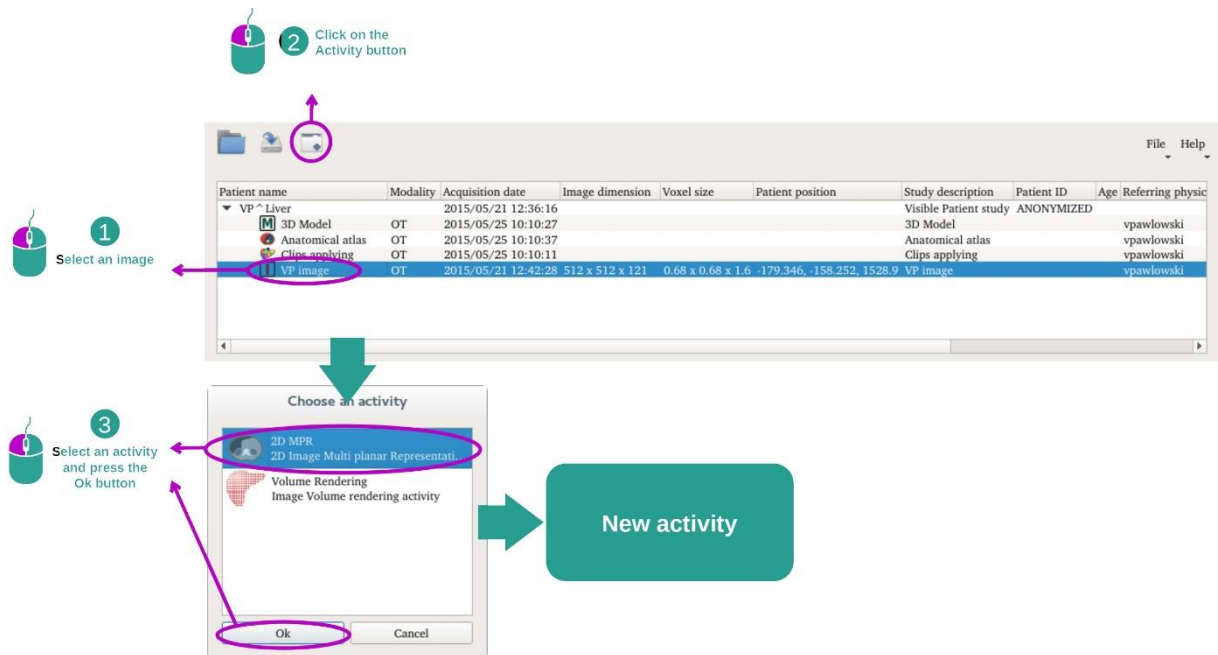 2 Click on the
Activity button
File Help
Patient name Modality Acquisition date Image dimension Voxel size Patient position Study description Patient ID Age Referring physic
VP^Liver 2015/05/21 12:36:16 Visible Patient study ANONYMIZED
M 3D Model OT 2015/05/25 10:10:27 3D Model vpawlowski
Anatomical atlas OT 2015/05/25 10:10:37 Anatomical atlas vpawlowski
Clips applying OT 2015/05/25 10:10:11 Clips applying vpawlowski
I VP image OT 2015/05/21 12:42:28 512 x 512 x 121 0.68 x 0.68 x 1.6 -179.346, -158.252, 1528.9 VP image vpawlowski
1
Select an image
Choose an activity
2D MPR
2D Image Multi planar Representati..
Volume Rendering
Image Volume rendering activity
Ok Cancel
3
Select an activity
and press the
Ok button
New activity